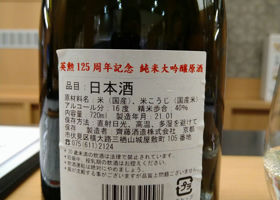 英勲125周年記念 純米大吟醸原酒
品目：日本酒
原材料名：米（国産）、米こうじ（国産米）
アルコール分：16度 精米歩合：40％
内容量：720ml 製造年月：21.01
保存方法：直射日光、高温、多湿を避けて
保存 製造者 齊藤酒造株式会社 京都
市伏見区横大路三栖山城屋敷町105番地
☎075(611)2124